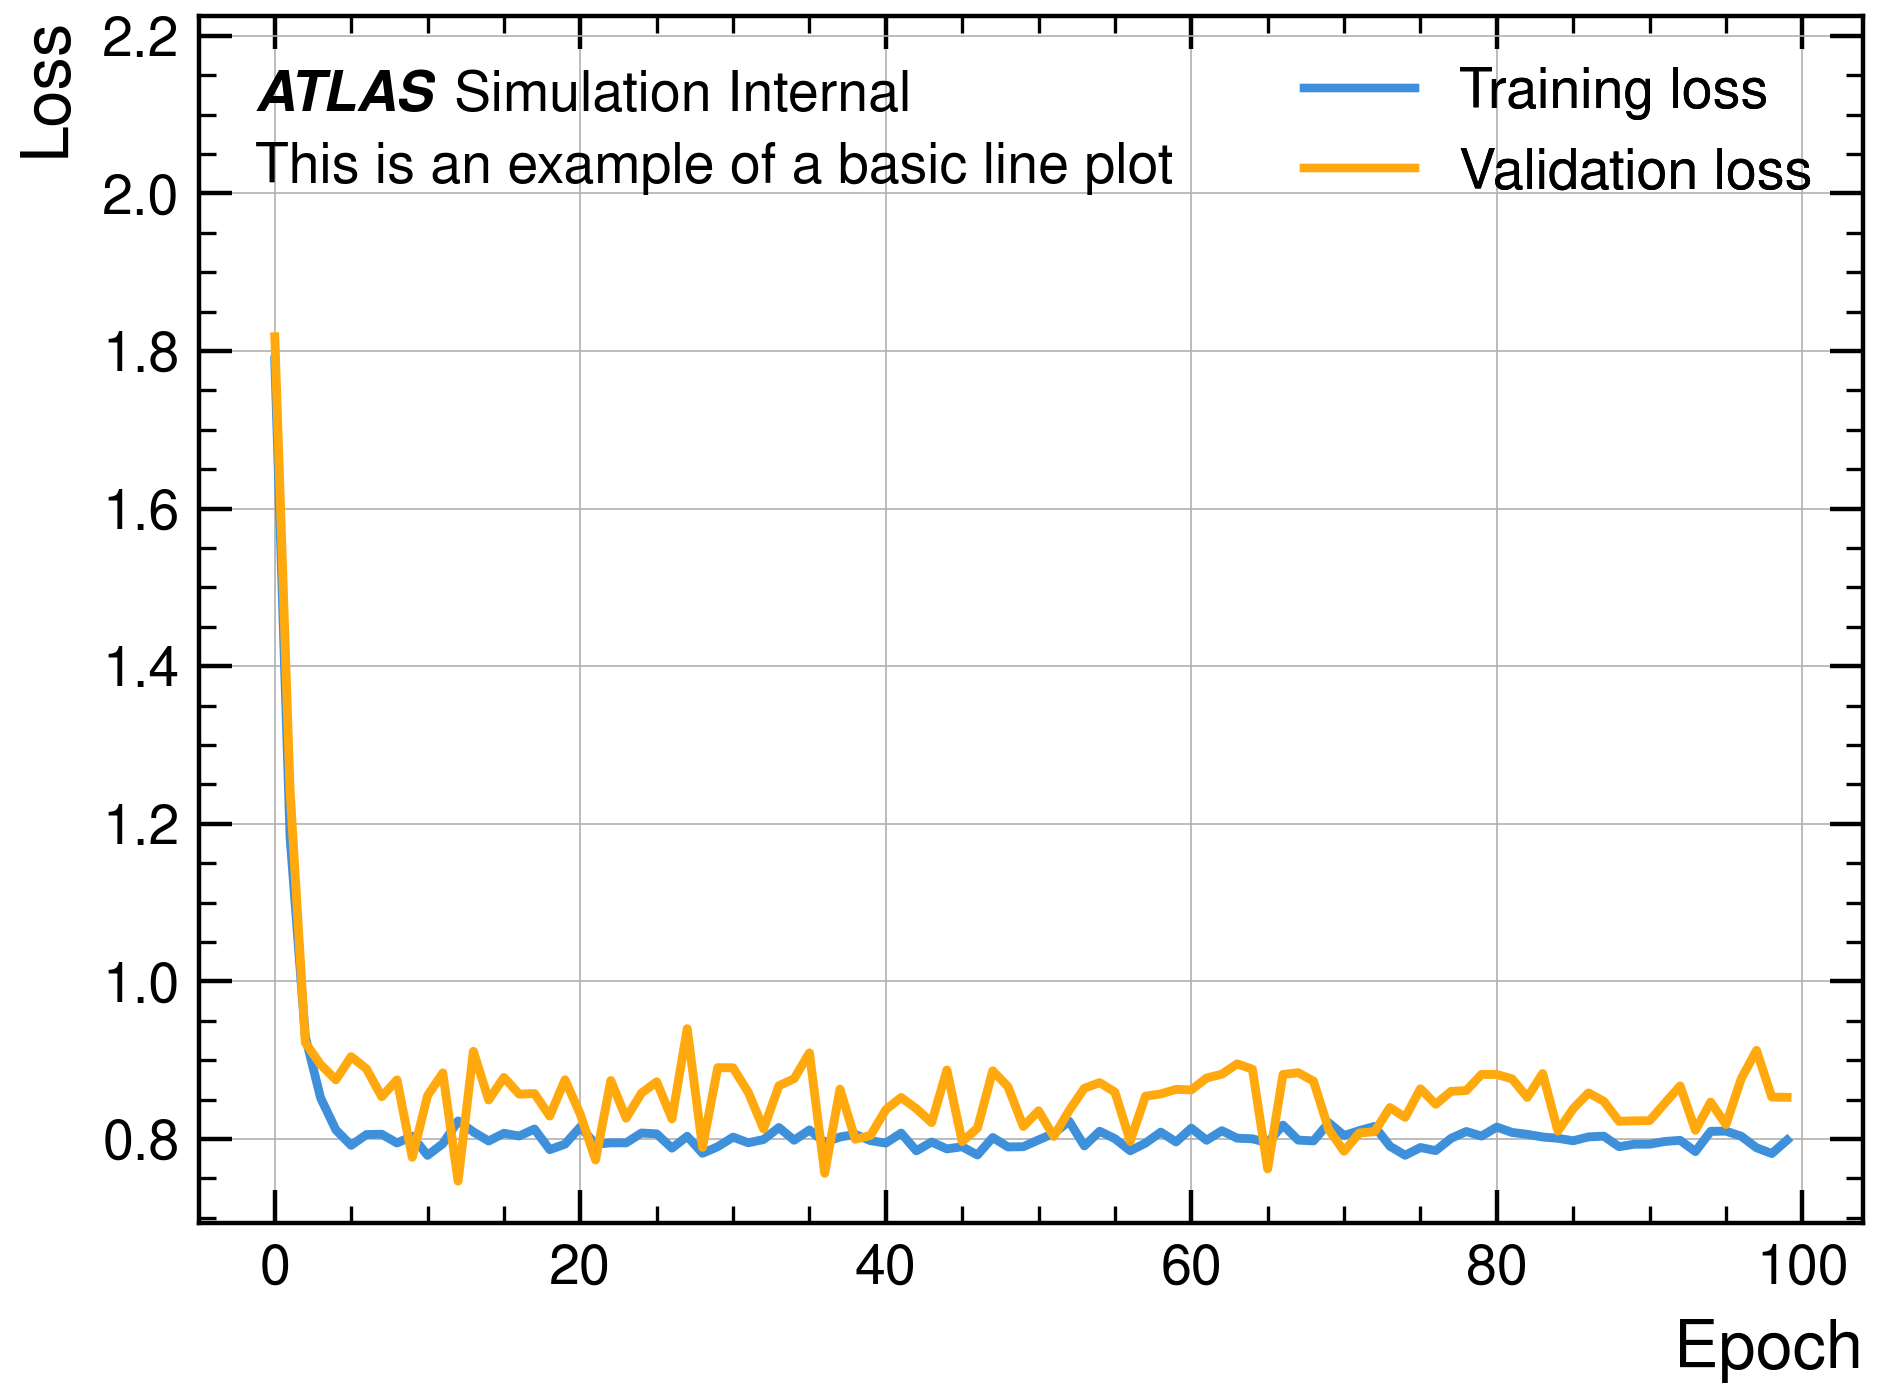 Loss
2.2
2.0
1.8
1.6
1.4
1.2
1.0
0.8
ATLAS Simulation Internal
This is an example of a basic line plot
Training loss
Validation loss
0 20 40 60 80 100
Epoch